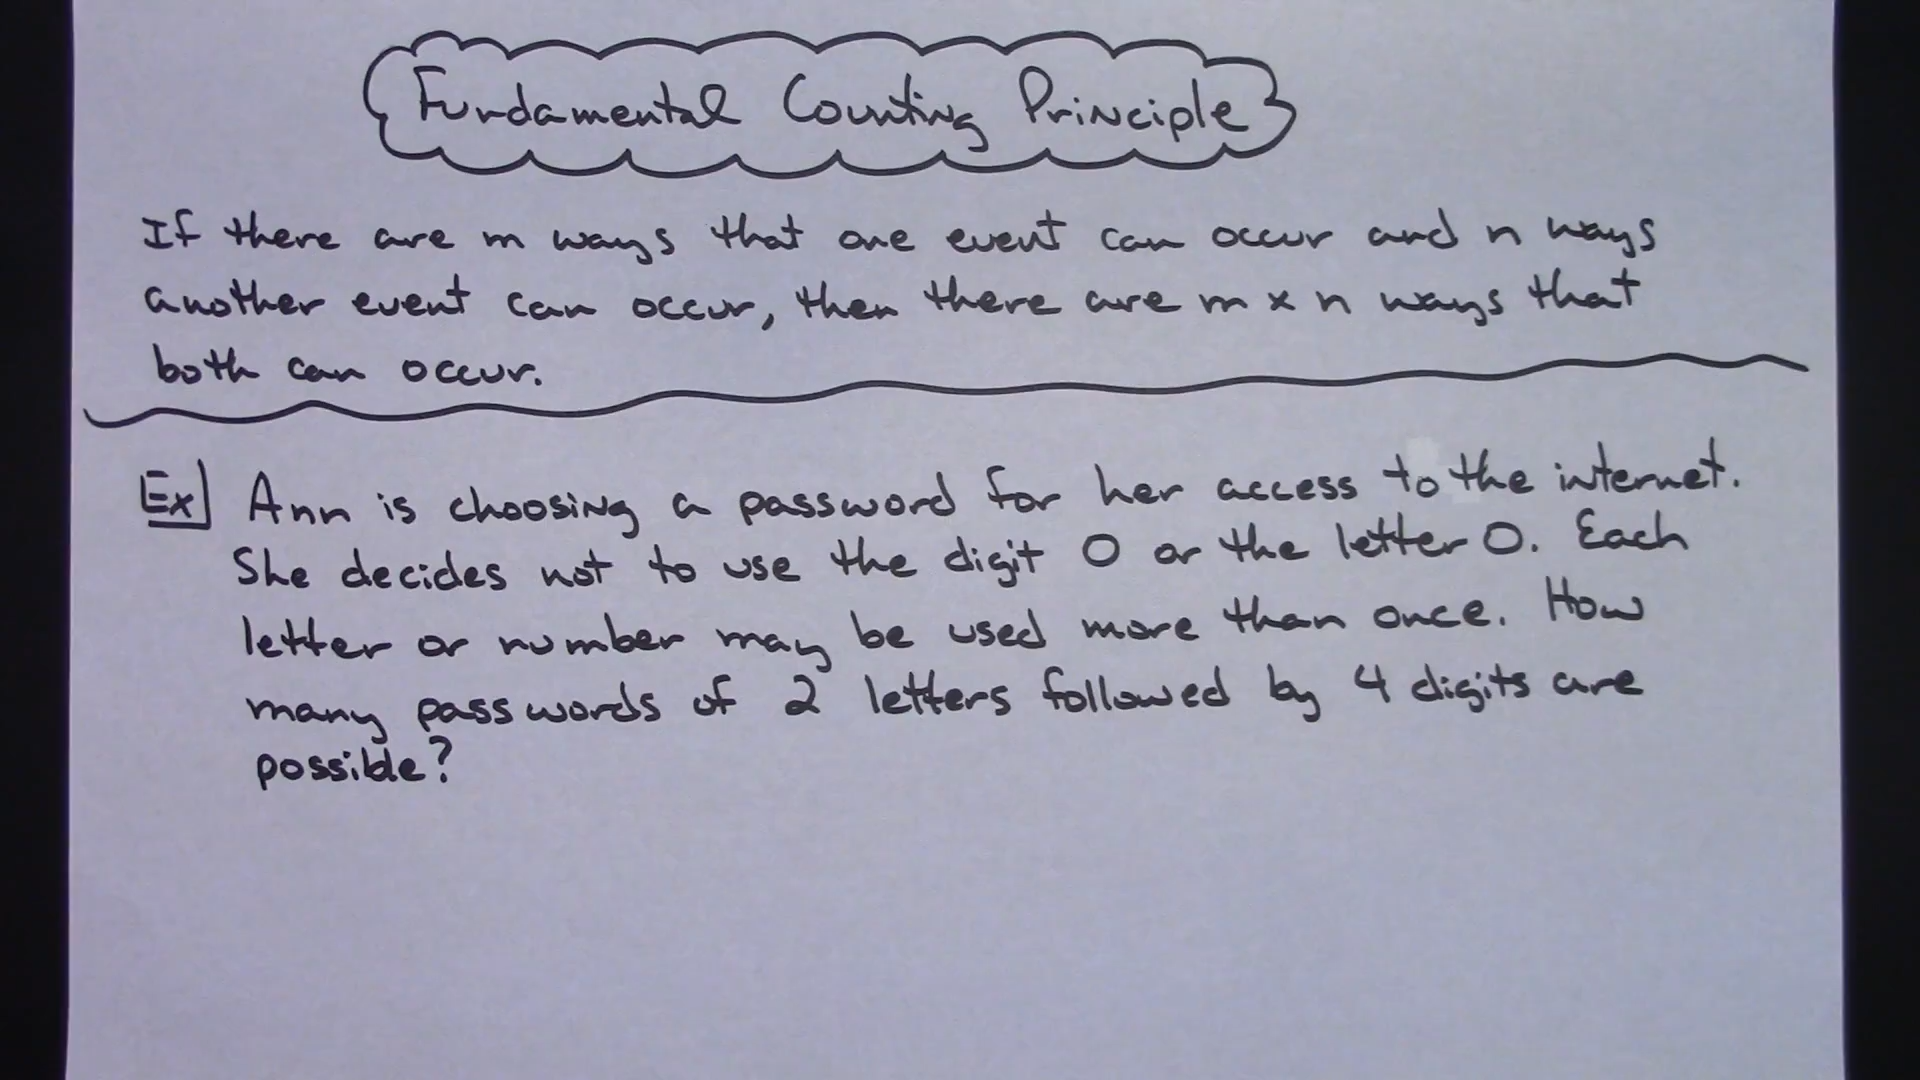 Fundamental Counting Principle
If there are m ways that one event can occur and n ways
another event can occur, then there are m x n ways that
both can occur.
Ex Ann is choosing a password for her access to the internet.
She decides not to use the digit 0 or the letter O. Each
letter or number may be used more than once. How
many passwords of 2 letters followed by 4 digits are
possible?